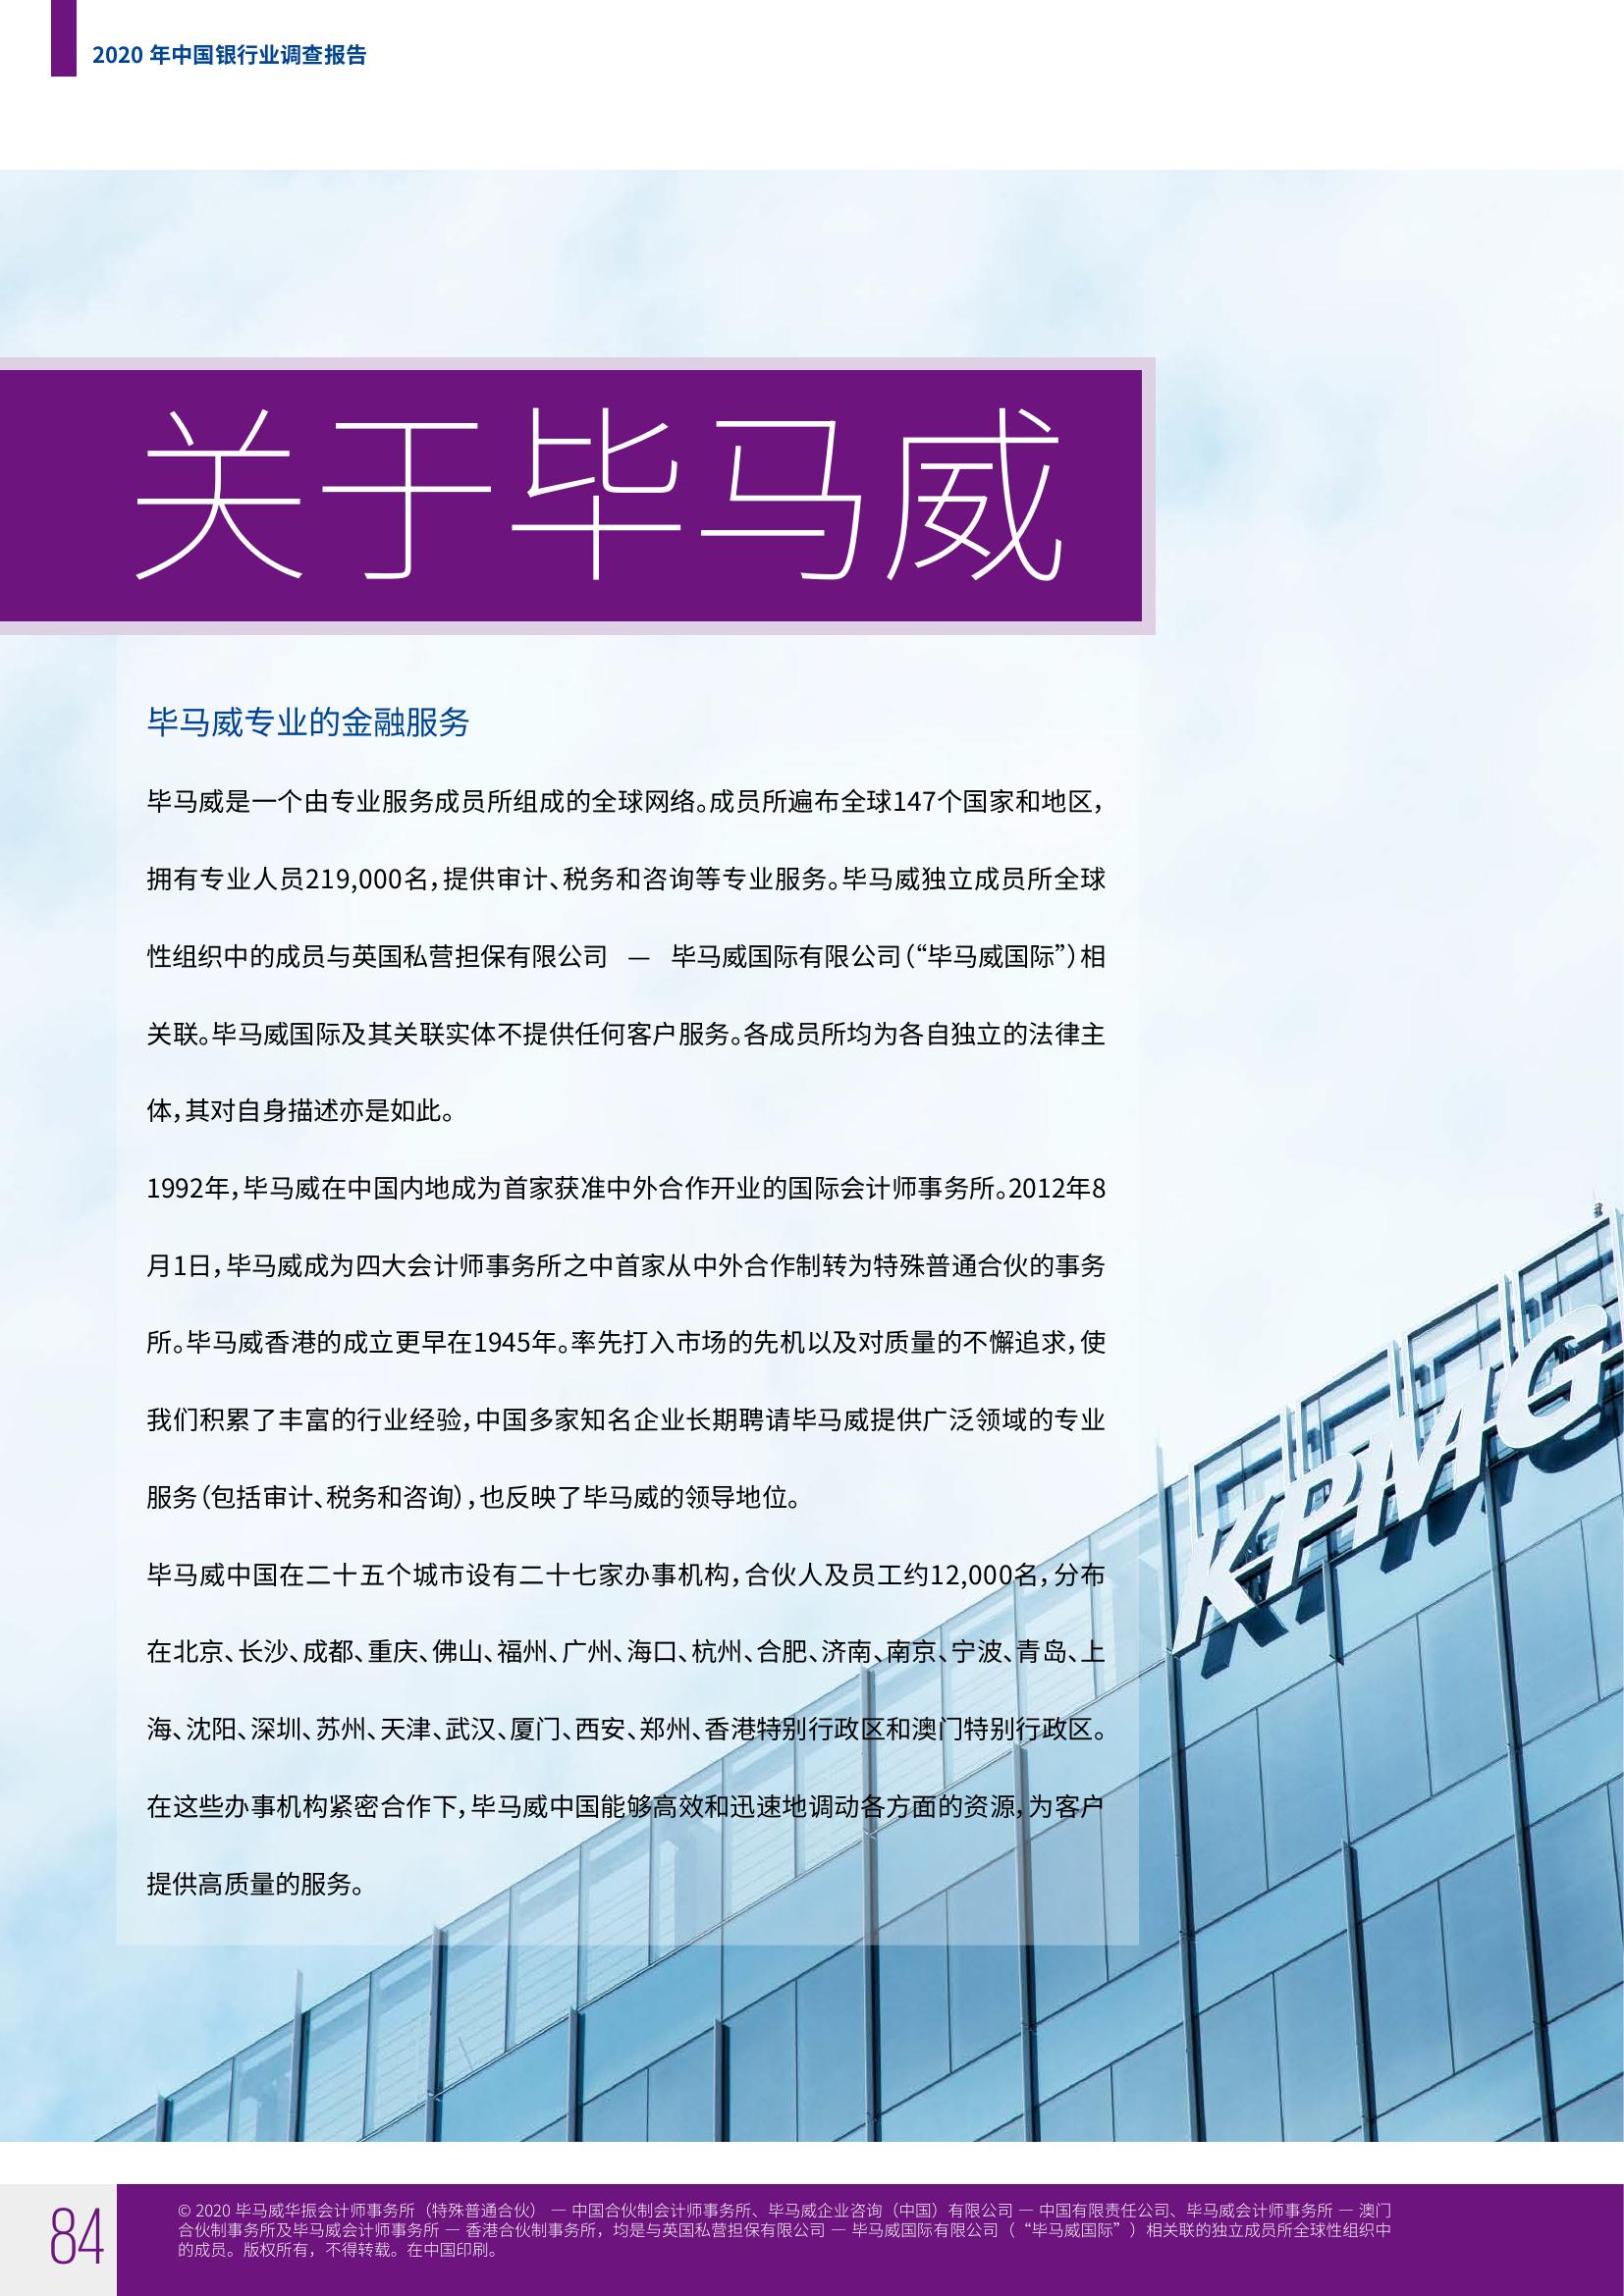 2020 年中国银行业调查报告
关于毕马威
毕马威专业的金融服务
毕马威是一个由专业服务成员所组成的全球网络。成员所遍布全球147个国家和地区，
拥有专业人员219,000名，提供审计、税务和咨询等专业服务。毕马威独立成员所全球
性组织中的成员与英国私营担保有限公司 — 毕马威国际有限公司（“毕马威国际”）相
关联。毕马威国际及其关联实体不提供任何客户服务。各成员所均为各自独立的法律主
体，其对自身描述亦是如此。
1992年，毕马威在中国内地成为首家获准中外合作开业的国际会计师事务所。2012年8
月1日，毕马威成为四大会计师事务所之中首家从中外合作制转为特殊普通合伙的事务
所。毕马威香港的成立更早在1945年。率先打入市场的先机以及对质量的不懈追求，使
我们积累了丰富的行业经验，中国多家知名企业长期聘请毕马威提供广泛领域的专业
服务（包括审计、税务和咨询），也反映了毕马威的领导地位。
毕马威中国在二十五个城市设有二十七家办事机构，合伙人及员工约12,000名，分布
在北京、长沙、成都、重庆、佛山、福州、广州、海口、杭州、合肥、济南、南京、宁波、青岛、上
海、沈阳、深圳、苏州、天津、武汉、厦门、西安、郑州、香港特别行政区和澳门特别行政区。
在这些办事机构紧密合作下，毕马威中国能够高效和迅速地调动各方面的资源，为客户
提供高质量的服务。
KPMG
84
© 2020 毕马威华振会计师事务所（特殊普通合伙） — 中国合伙制会计师事务所、毕马威企业咨询（中国）有限公司 — 中国有限责任公司、毕马威会计师事务所 — 澳门
合伙制事务所及毕马威会计师事务所 — 香港合伙制事务所，均是与英国私营担保有限公司 — 毕马威国际有限公司（ “毕马威国际” ）相关联的独立成员所全球性组织中
的成员。版权所有，不得转载。在中国印刷。